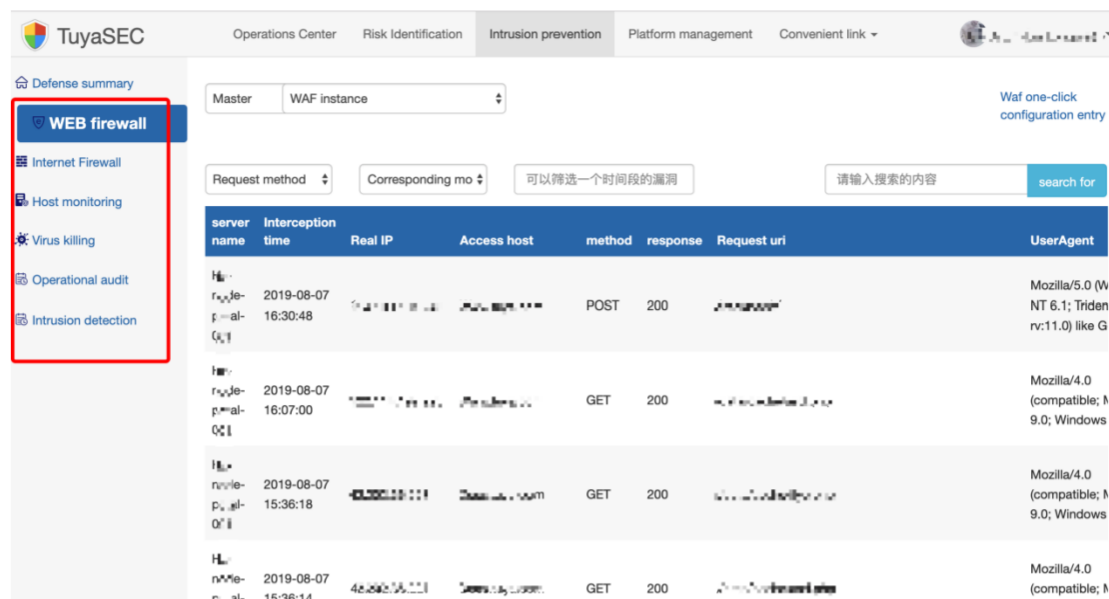 TuyaSEC
Operations Center Risk Identification Intrusion prevention Platform management Convenient link
Defense summary
WEB firewall
Internet Firewall
Host monitoring
Virus killing
Operational audit
Intrusion detection
Master WAF instance
Waf one-click
configuration entry
Request method Corresponding mo 可以筛选一个时间段的漏洞 请输入搜索的内容 search for
server Interception
name time Real IP Access host method response Request uri UserAgent
2019-08-07
16:30:48 POST 200
Mozilla/5.0 (W
NT 6.1; Triden
rv:11.0) like G
2019-08-07
16:07:00 GET 200
Mozilla/4.0
(compatible; M
9.0; Windows
2019-08-07
15:36:18 GET 200
Mozilla/4.0
(compatible; M
9.0; Windows
2019-08-07
15:36:14 GET 200
Mozilla/4.0
(compatible; M